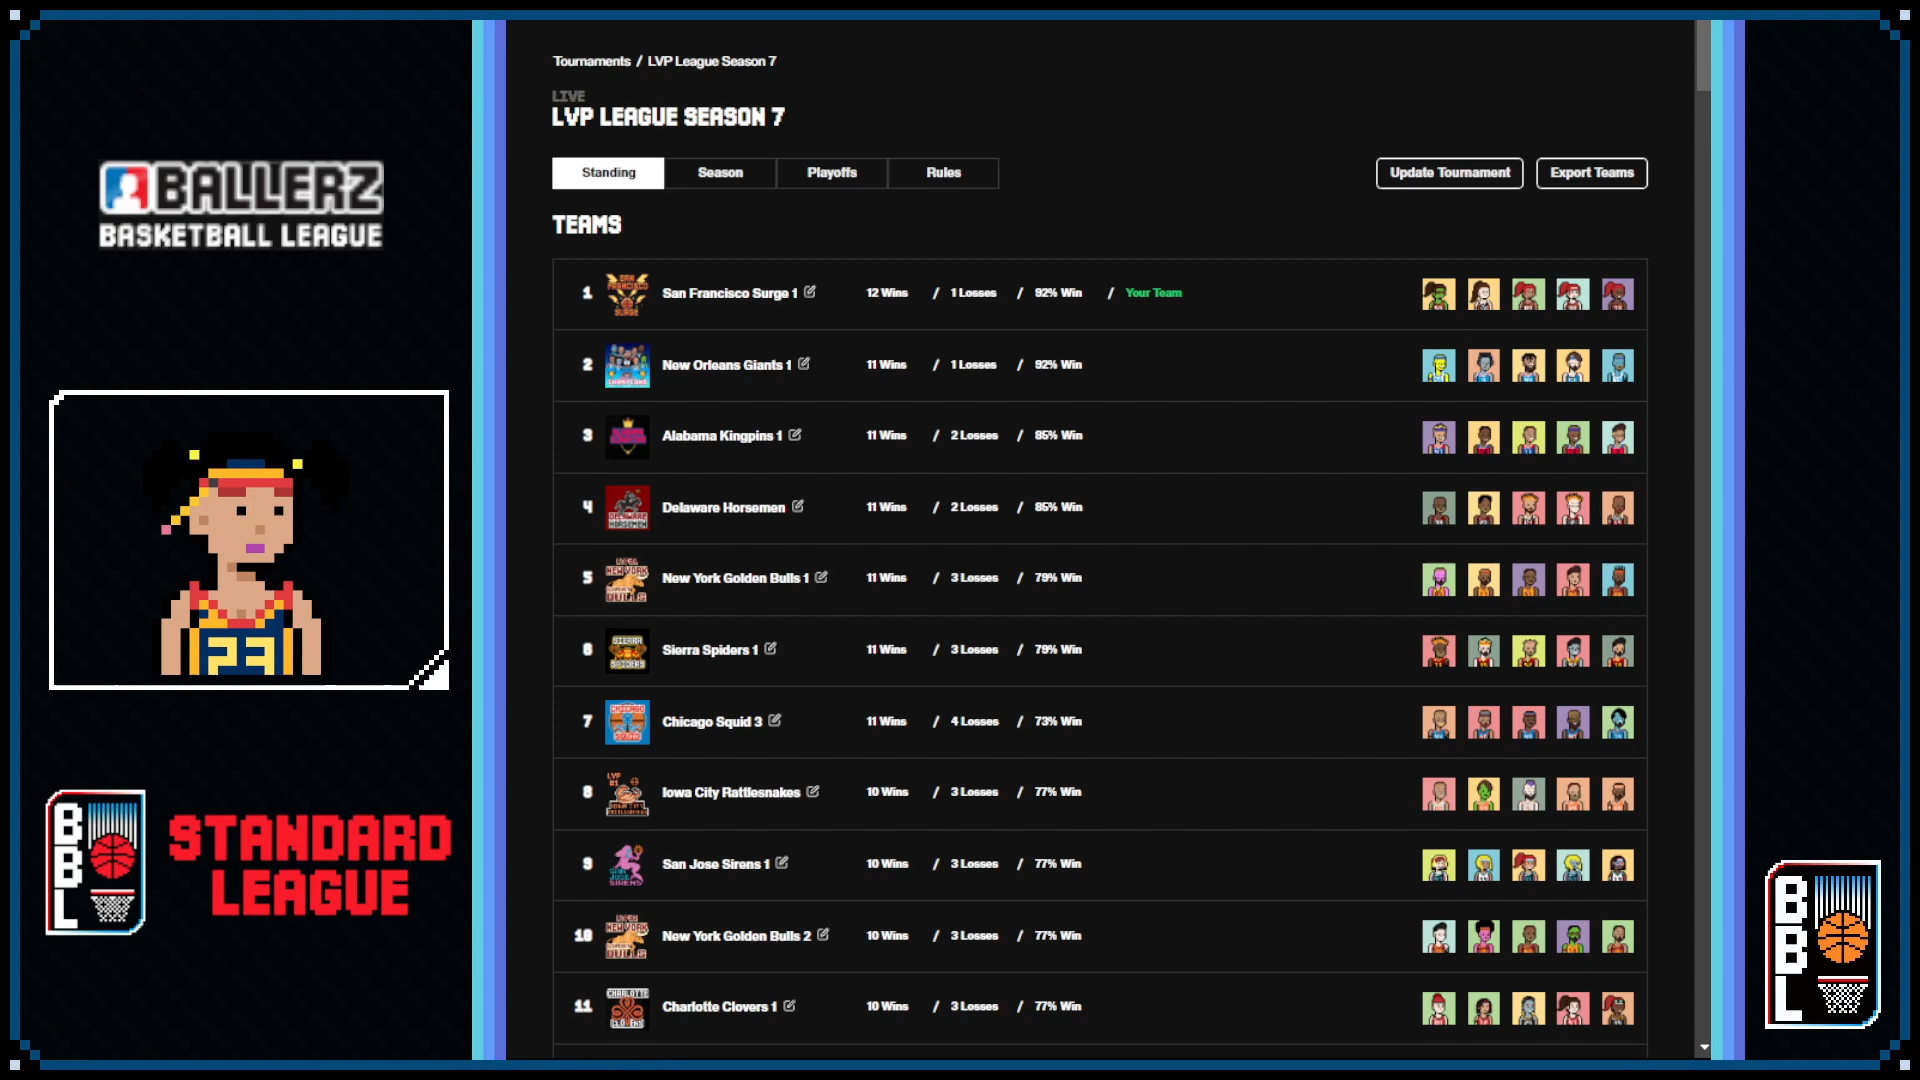 BALLERZ
BASKETBALL LEAGUE
23
BBL
STANDARD
LEAGUE
Tournaments / LVP League Season 7
LIVE
LVP LEAGUE SEASON 7
Standing Season Playoffs Rules Update Tournament Export Teams
TEAMS
1 San Francisco Surge 1 12 Wins / 1 Losses / 92% Win / Your Team
2 New Orleans Giants 1 11 Wins / 1 Losses / 92% Win
3 Alabama Kingpins 1 11 Wins / 2 Losses / 85% Win
4 Delaware Horsemen 11 Wins / 2 Losses / 85% Win
5 New York Golden Bulls 1 11 Wins / 3 Losses / 79% Win
6 Sierra Spiders 1 11 Wins / 3 Losses / 79% Win
7 Chicago Squid 3 11 Wins / 4 Losses / 73% Win
8 Iowa City Rattlesnakes 10 Wins / 3 Losses / 77% Win
9 San Jose Sirens 1 10 Wins / 3 Losses / 77% Win
10 New York Golden Bulls 2 10 Wins / 3 Losses / 77% Win
11 Charlotte Clovers 1 10 Wins / 3 Losses / 77% Win
BBL